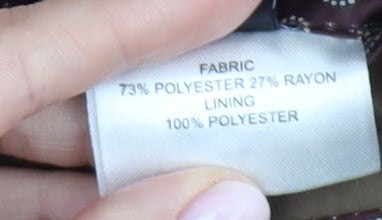 FABRIC
73% POLYESTER 27% RAYON
LINING
100% POLYESTER